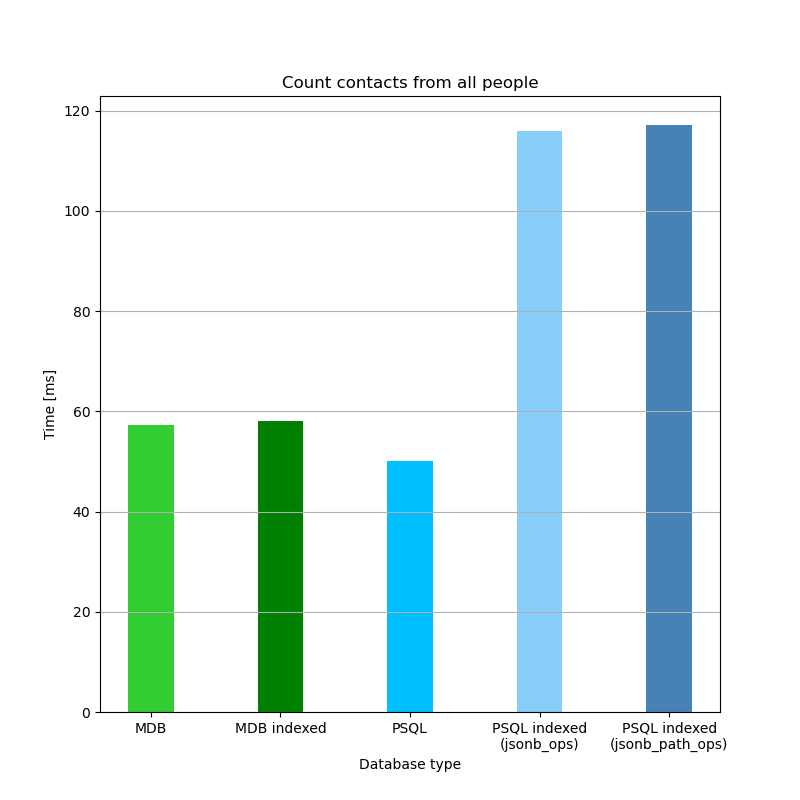 Count contacts from all people
Time [ms]
120
100
80
60
40
20
0
MDB
MDB indexed
PSQL
PSQL indexed
(jsonb_ops)
PSQL indexed
(jsonb_path_ops)
Database type